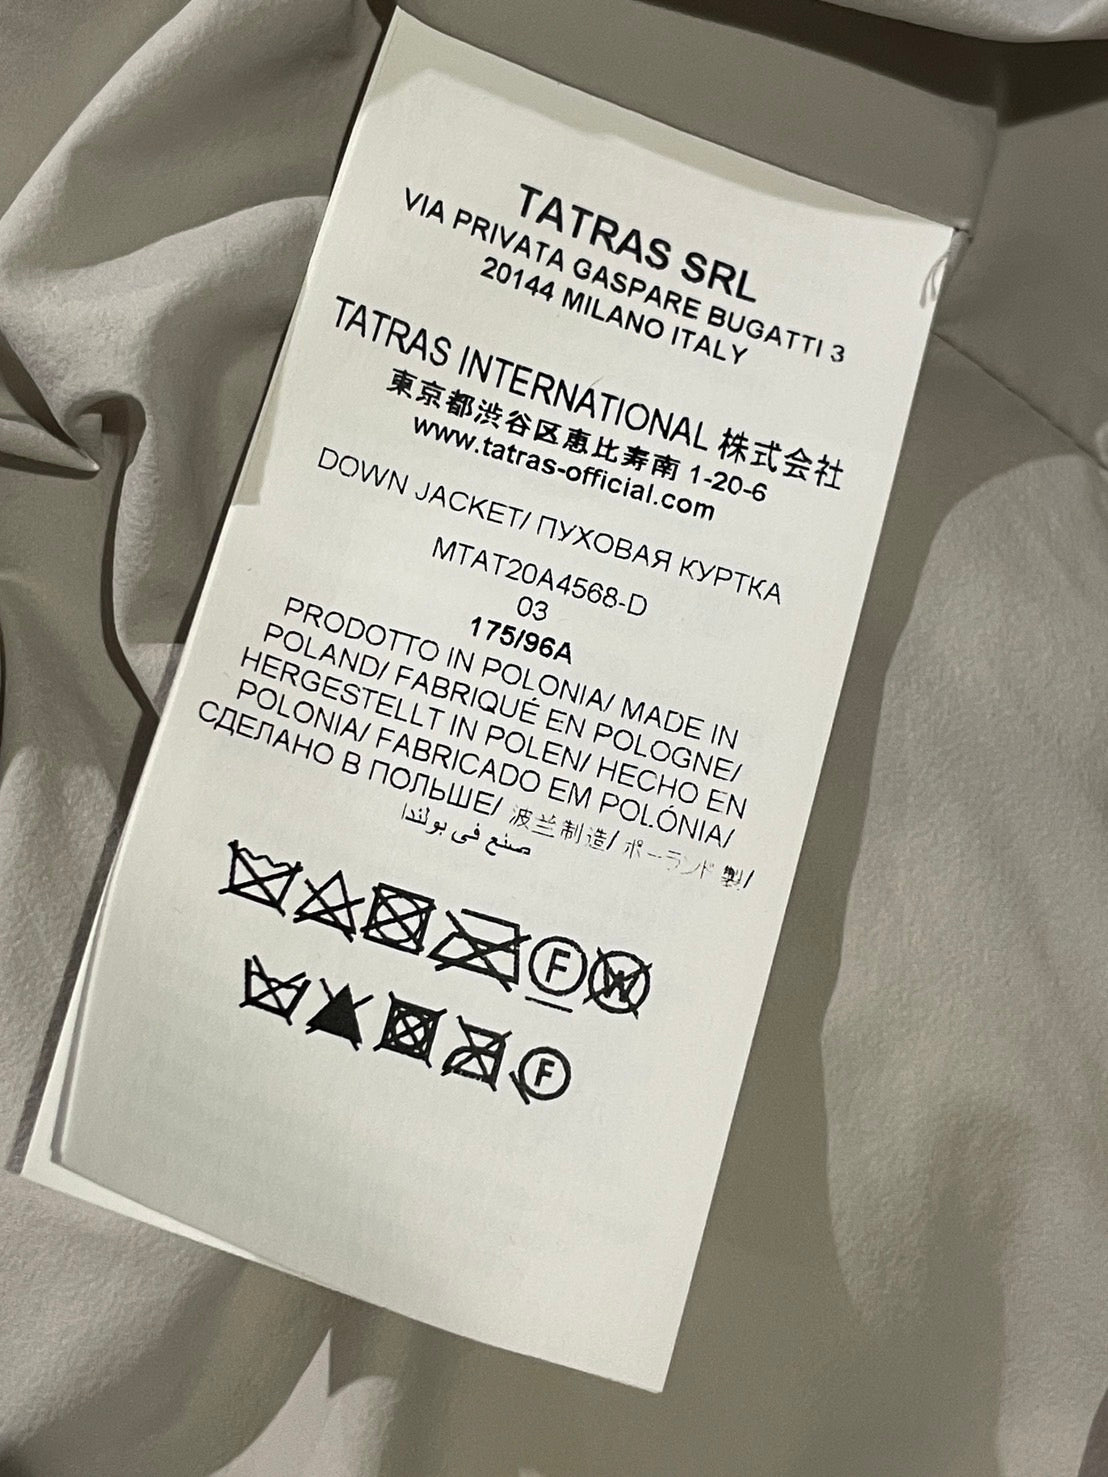 TATRAS SRL
VIA PRIVATA GASPARE BUGATTI 3
20144 MILANO ITALY
TATRAS INTERNATIONAL 株式会社
東京都渋谷区恵比寿南 1-20-6
www.tatras-official.com
DOWN JACKET/ ПУХОВАЯ КУРТКА
MTAT20A4568-D
03
175/96A
PRODOTTO IN POLONIA/ MADE IN
POLAND/ FABRIQUÉ EN POLOGNE/
HERGESTELLT IN POLEN/ HECHO EN
POLONIA/ FABRICADO EM POLÓNIA/
СДЕЛАНО В ПОЛЬШЕ/ 波兰制造/ ポーランド 製/
صنع في بولندا
F W
F